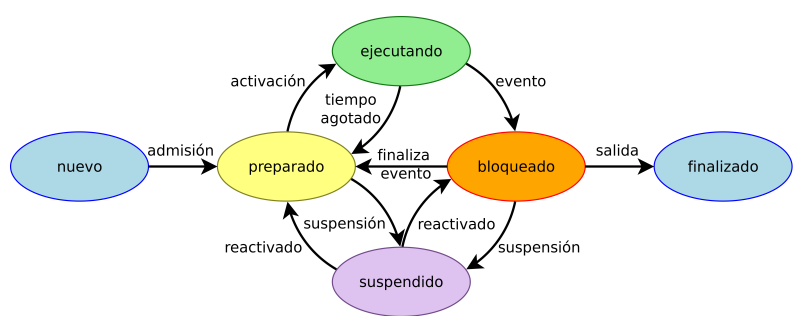 ejecutando
activación
evento
tiempo
agotado
admisión
finaliza
evento
salida
nuevo
preparado
bloqueado
finalizado
suspensión
reactivado
reactivado
suspensión
suspendido